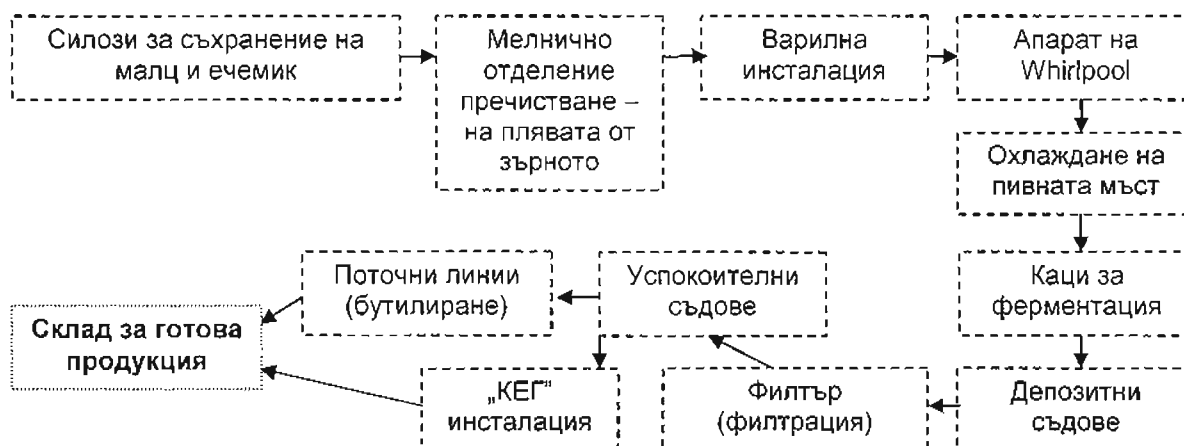 Силози за съхранение на
малц и ечемик
Мелнично
отделение
пречистване –
на плявата от
зърното
Варилна
инсталация
Апарат на
Whirlpool
Охлаждане на
пивната мъст
Каци за
ферментация
Депозитни
съдове
Филтър
(филтрация)
Успокоителни
съдове
Поточни линии
(бутилиране)
„КЕГ“
инсталация
Склад за готова
продукция